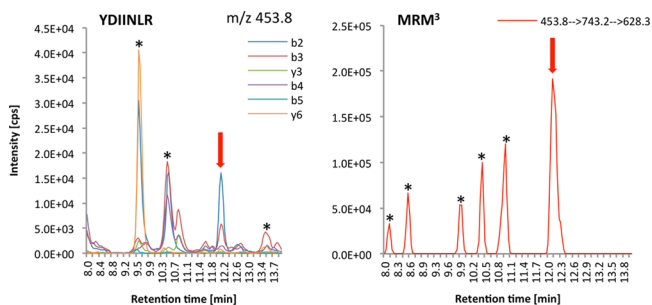 YDIINLR
m/z 453.8
4.5E+04
4.0E+04
3.5E+04
3.0E+04
2.5E+04
2.0E+04
1.5E+04
1.0E+04
5.0E+03
0.0E+00
Intensity [cps]
*
*
*
b2
b3
y3
b4
b5
y6
8.0 8.4 8.8 9.2 9.5 9.9 10.3 10.7 11.1 11.4 11.8 12.2 12.6 13.0 13.4 13.7
Retention time [min]
MRM³
453.8-->743.2-->628.3
2.5E+05
2.0E+05
1.5E+05
1.0E+05
5.0E+04
0.0E+00
*
*
*
*
*
8.0 8.3 8.6 8.9 9.2 9.5 9.9 10.2 10.5 10.8 11.1 11.4 11.7 12.0 12.3 12.6 12.9 13.2 13.5 13.8
Retention time [min]